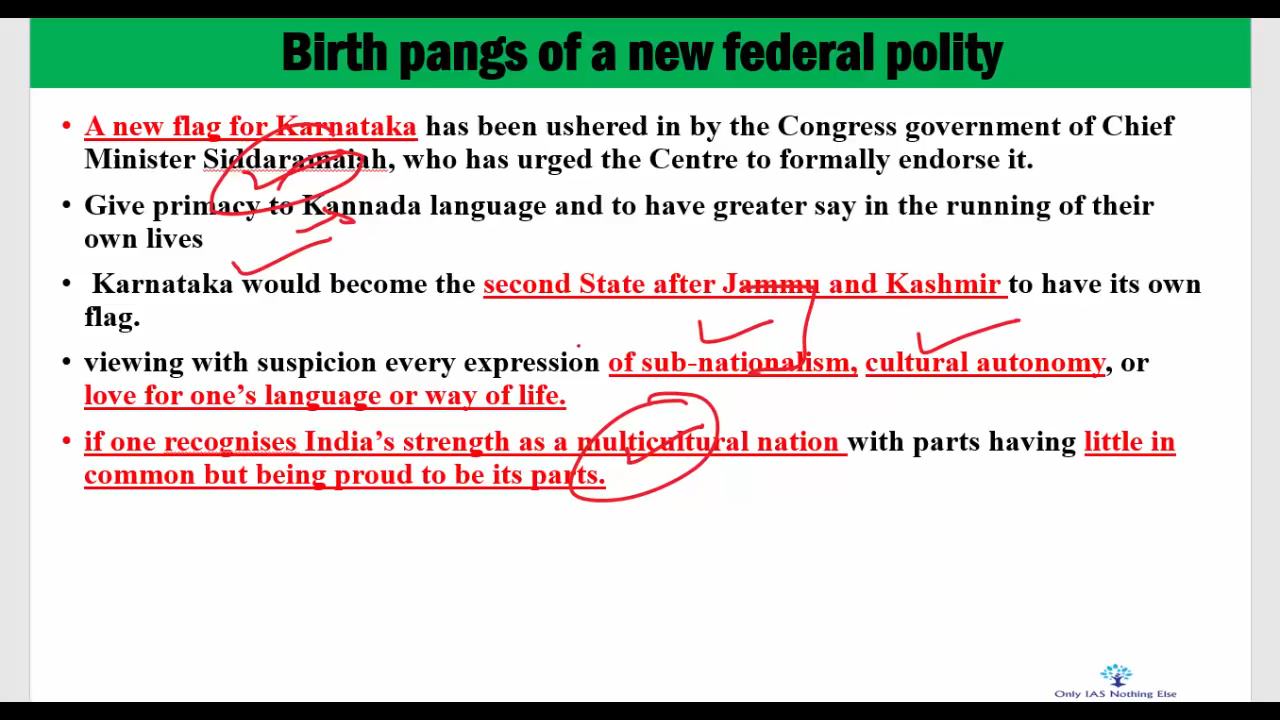 Birth pangs of a new federal polity
• A new flag for Karnataka has been ushered in by the Congress government of Chief
Minister Siddaramaiah, who has urged the Centre to formally endorse it.
• Give primacy to Kannada language and to have greater say in the running of their
own lives
• Karnataka would become the second State after Jammu and Kashmir to have its own
flag.
• viewing with suspicion every expression of sub-nationalism, cultural autonomy, or
love for one’s language or way of life.
• if one recognises India’s strength as a multicultural nation with parts having little in
common but being proud to be its parts.
Only IAS Nothing Else